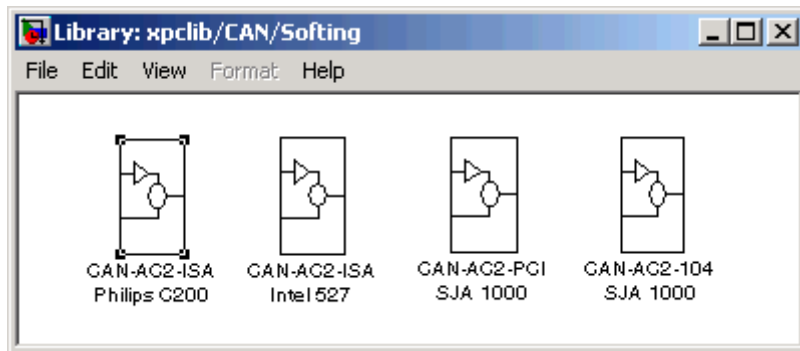 Library: xpclib/CAN/Softing
File Edit View Format Help
CAN-AC2-ISA CAN-AC2-ISA CAN-AC2-PCI CAN-AC2-104
Philips C200 Intel 527 SJA 1000 SJA 1000